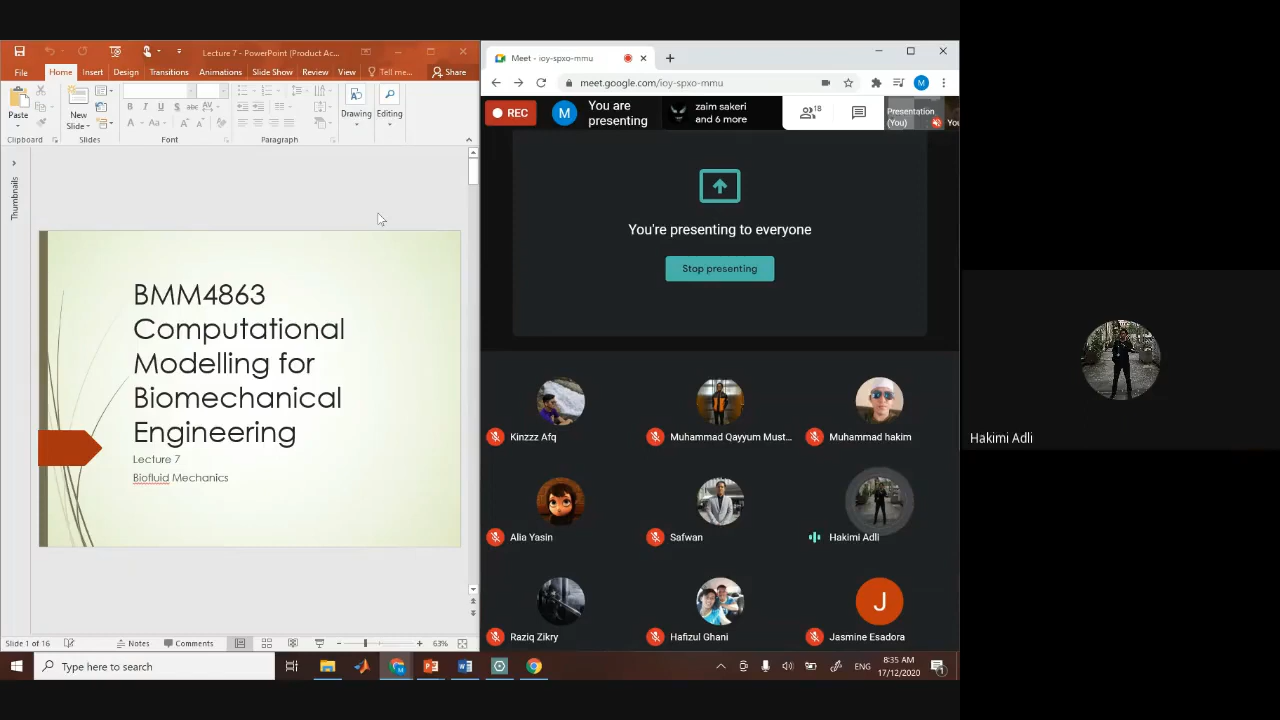 Lecture 7 - PowerPoint (Product Ac...
File Home Insert Design Transitions Animations Slide Show Review View Tell me... Share
Paste
New
Slide
Drawing
Editing
B I U S abc
Clipboard Slides Font Paragraph
Thumbnails
BMM4863
Computational
Modelling for
Biomechanical
Engineering
Lecture 7
Biofluid Mechanics
Slide 1 of 16 Notes Comments 63%
Meet - ioy-spxo-mmu
meet.google.com/ioy-spxo-mmu M
REC M You are
presenting
zaim sakeri
and 6 more
18
Presentation
(You)
You
You're presenting to everyone
Stop presenting
Kinzzz Afq Muhammad Qayyum Must... Muhammad hakim
Alia Yasin Safwan Hakimi Adli
J
Raziq Zikry Hafizul Ghani Jasmine Esadora
Hakimi Adli
Type here to search
ENG
8:35 AM
17/12/2020
1